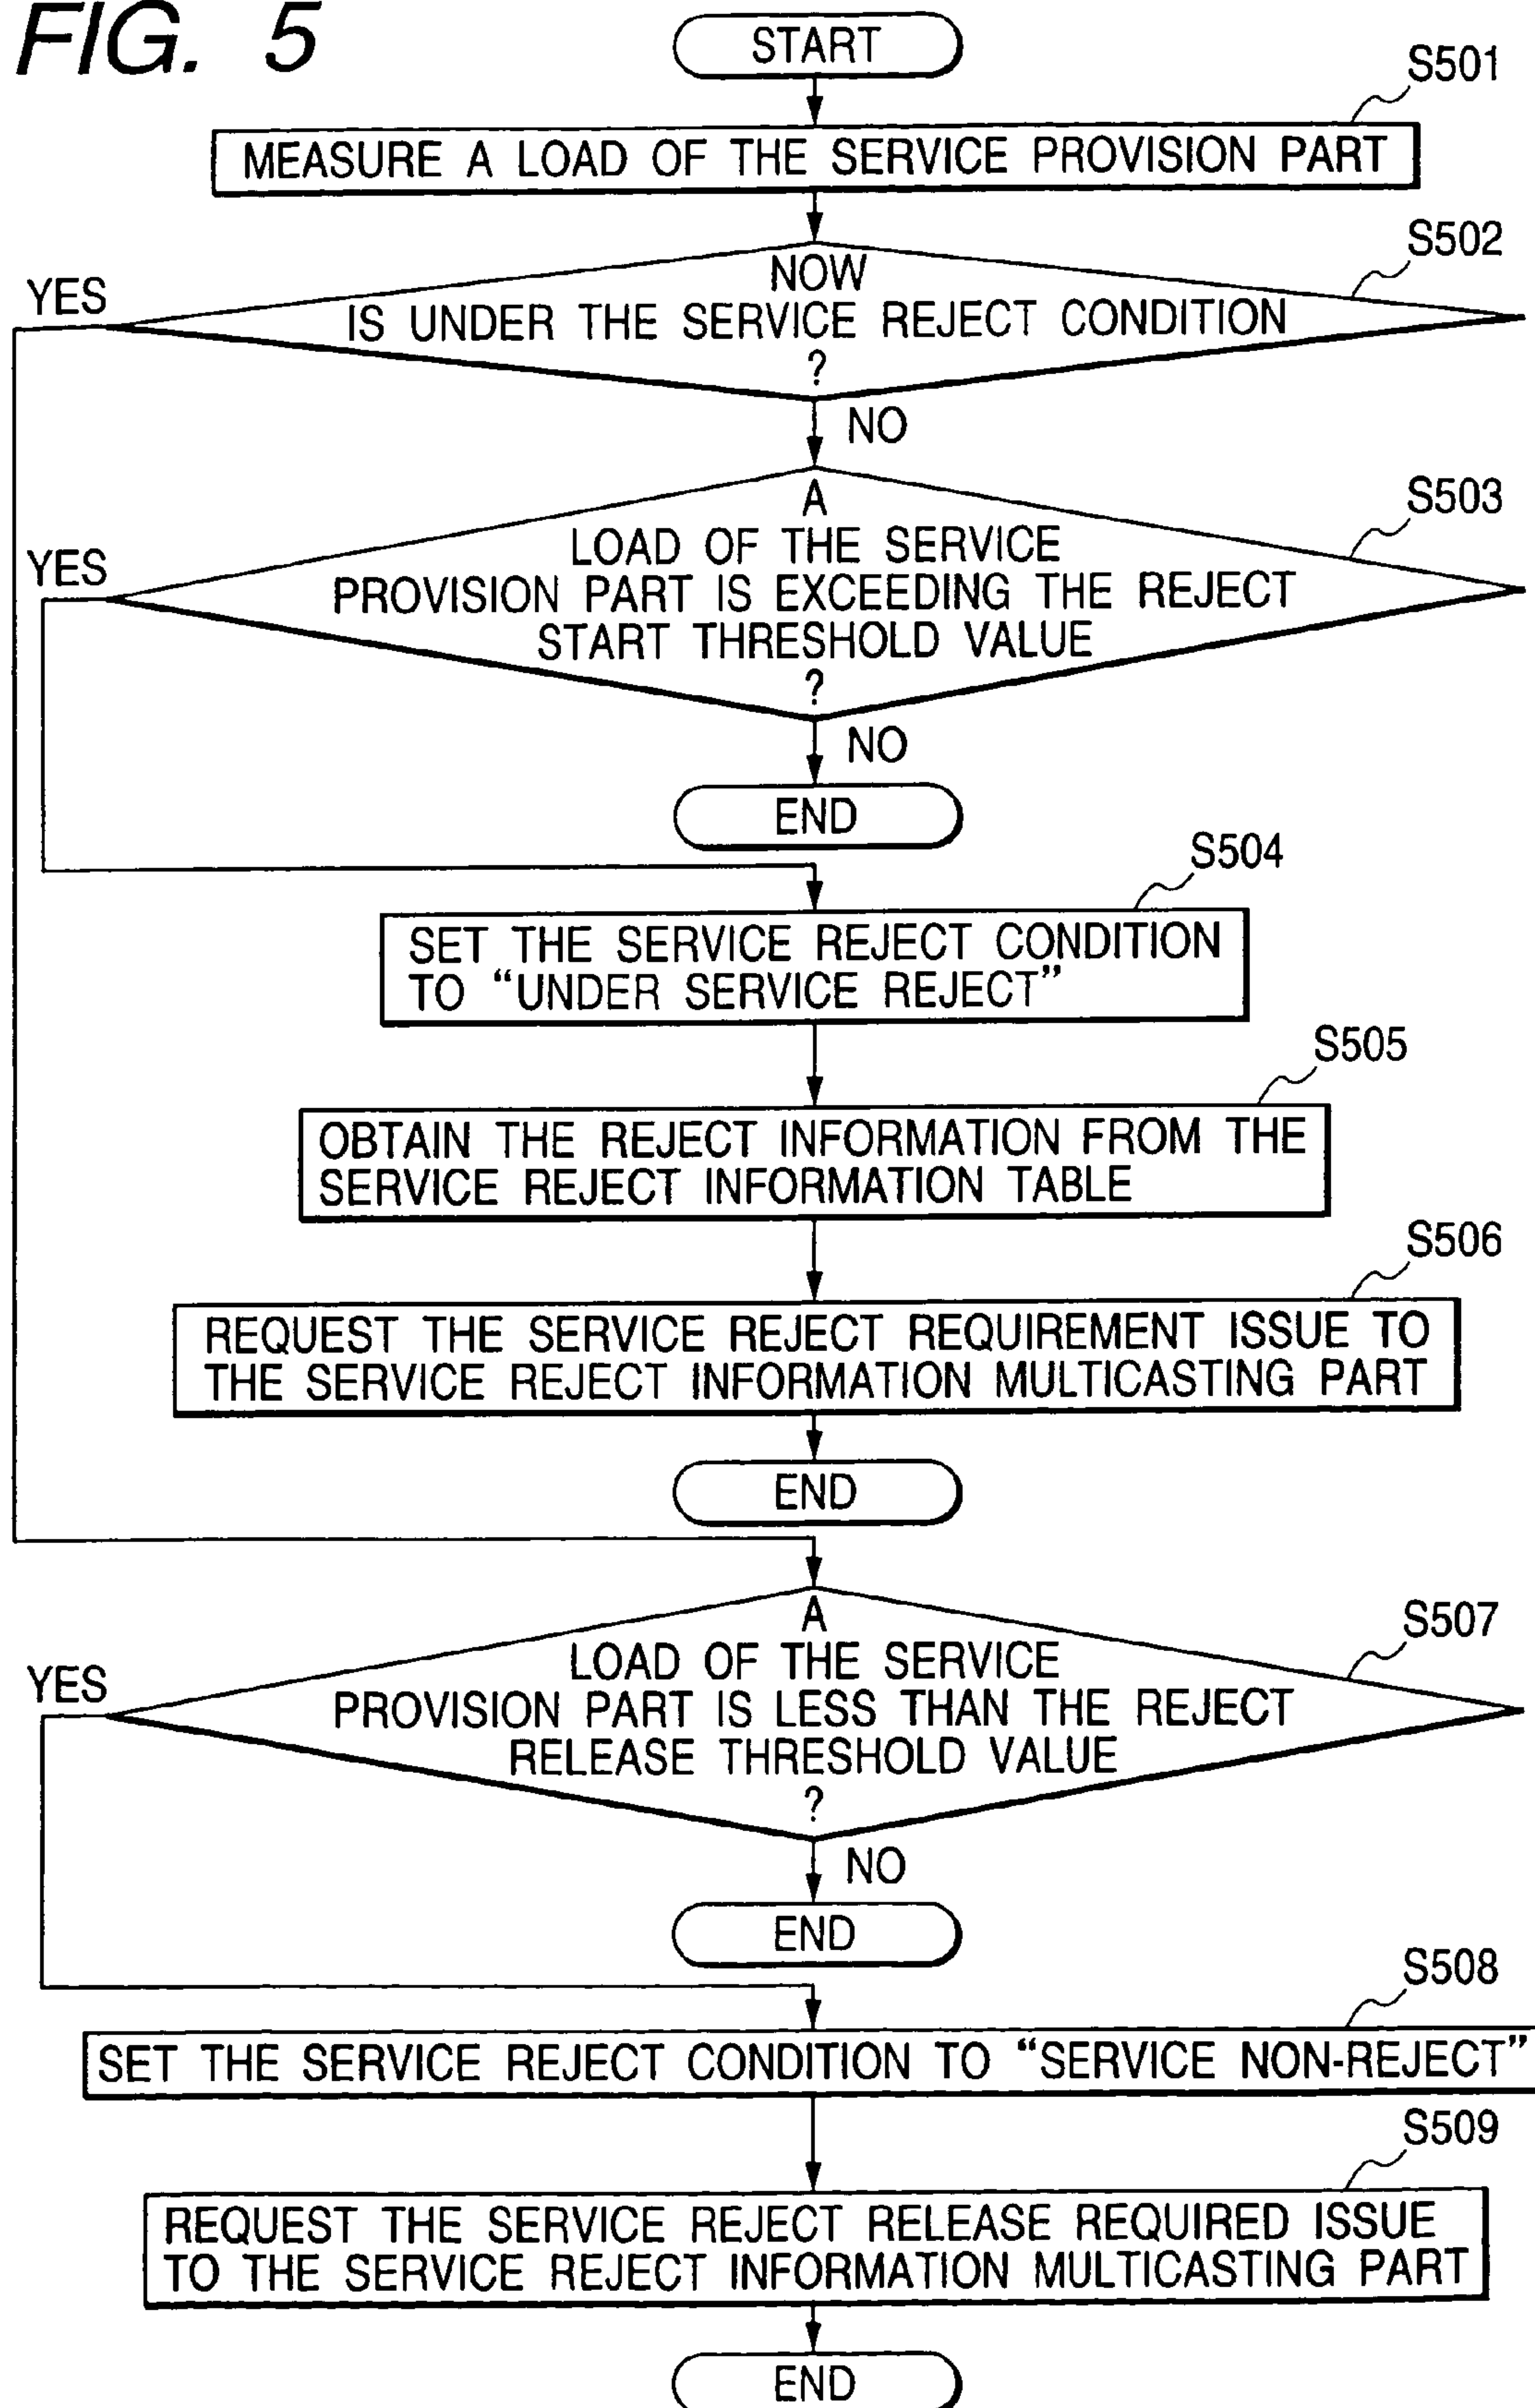 FIG. 5
START
S501
MEASURE A LOAD OF THE SERVICE PROVISION PART
S502
YES
NOW
IS UNDER THE SERVICE REJECT CONDITION
?
NO
S503
YES
A
LOAD OF THE SERVICE
PROVISION PART IS EXCEEDING THE REJECT
START THRESHOLD VALUE
?
NO
END
S504
SET THE SERVICE REJECT CONDITION
TO “UNDER SERVICE REJECT”
S505
OBTAIN THE REJECT INFORMATION FROM THE
SERVICE REJECT INFORMATION TABLE
S506
REQUEST THE SERVICE REJECT REQUIREMENT ISSUE TO
THE SERVICE REJECT INFORMATION MULTICASTING PART
END
S507
YES
A
LOAD OF THE SERVICE
PROVISION PART IS LESS THAN THE REJECT
RELEASE THRESHOLD VALUE
?
NO
END
S508
SET THE SERVICE REJECT CONDITION TO “SERVICE NON-REJECT”
S509
REQUEST THE SERVICE REJECT RELEASE REQUIRED ISSUE
TO THE SERVICE REJECT INFORMATION MULTICASTING PART
END